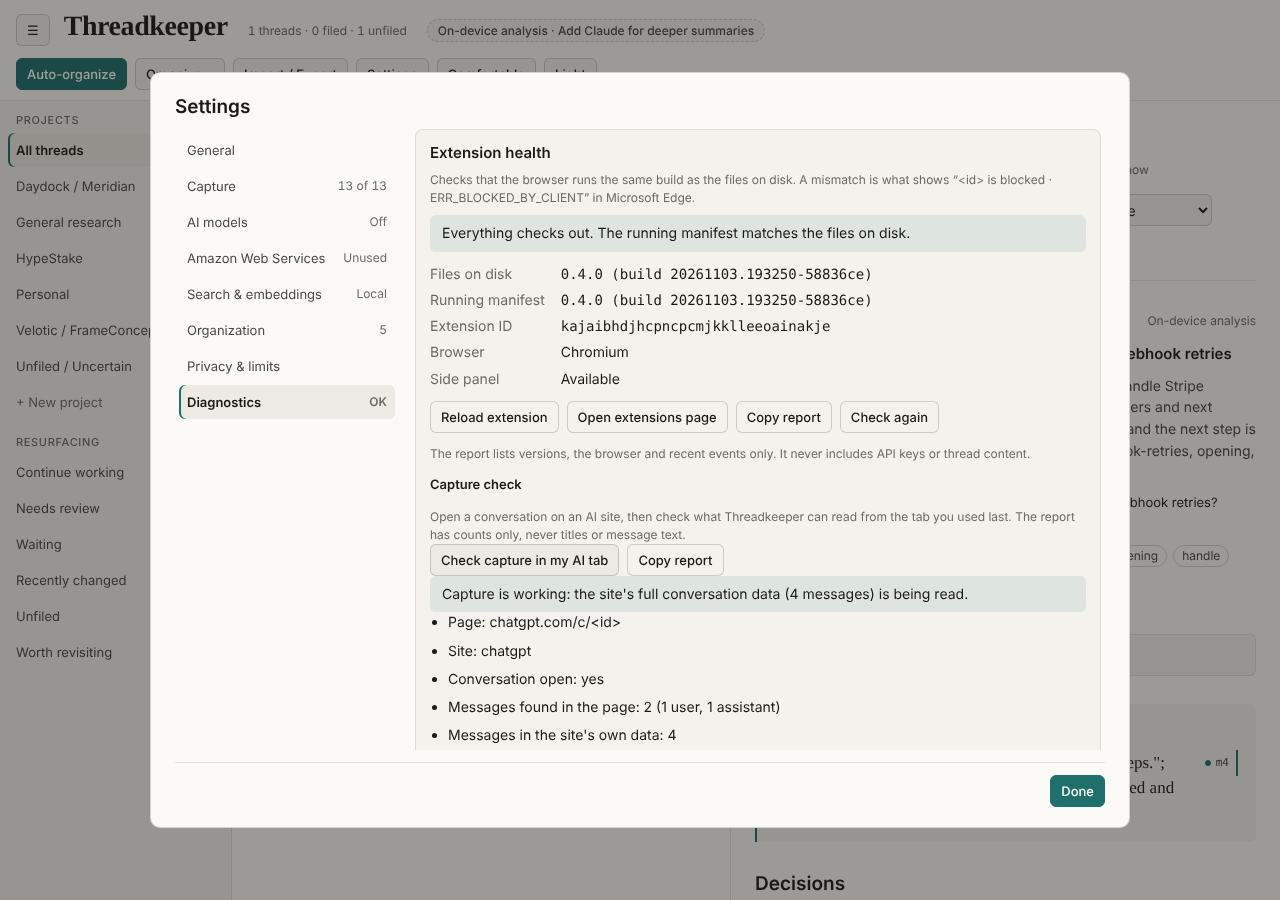 ☰
Threadkeeper
1 threads · 0 filed · 1 unfiled
On-device analysis · Add Claude for deeper summaries
Auto-organize
PROJECTS
All threads
Daydock / Meridian
General research
HypeStake
Personal
Velotic / FrameConcep
Unfiled / Uncertain
+ New project
RESURFACING
Continue working
Needs review
Waiting
Recently changed
Unfiled
Worth revisiting
Settings
General
Capture 13 of 13
AI models Off
Amazon Web Services Unused
Search & embeddings Local
Organization 5
Privacy & limits
Diagnostics OK
Extension health
Checks that the browser runs the same build as the files on disk. A mismatch is what shows “<id> is blocked ·
ERR_BLOCKED_BY_CLIENT” in Microsoft Edge.
Everything checks out. The running manifest matches the files on disk.
Files on disk 0.4.0 (build 20261103.193250-58836ce)
Running manifest 0.4.0 (build 20261103.193250-58836ce)
Extension ID kajaibhdjhcpncpcmjkklleeoainakje
Browser Chromium
Side panel Available
Reload extension
Open extensions page
Copy report
Check again
The report lists versions, the browser and recent events only. It never includes API keys or thread content.
Capture check
Open a conversation on an AI site, then check what Threadkeeper can read from the tab you used last. The report
has counts only, never titles or message text.
Check capture in my AI tab
Copy report
Capture is working: the site's full conversation data (4 messages) is being read.
• Page: chatgpt.com/c/<id>
• Site: chatgpt
• Conversation open: yes
• Messages found in the page: 2 (1 user, 1 assistant)
• Messages in the site's own data: 4
Done
On-device analysis
ebhook retries
andle Stripe
ers and next
and the next step is
ok-retries, opening,
bhook retries?
ening
handle
eps.";
● m4
ed and
Decisions